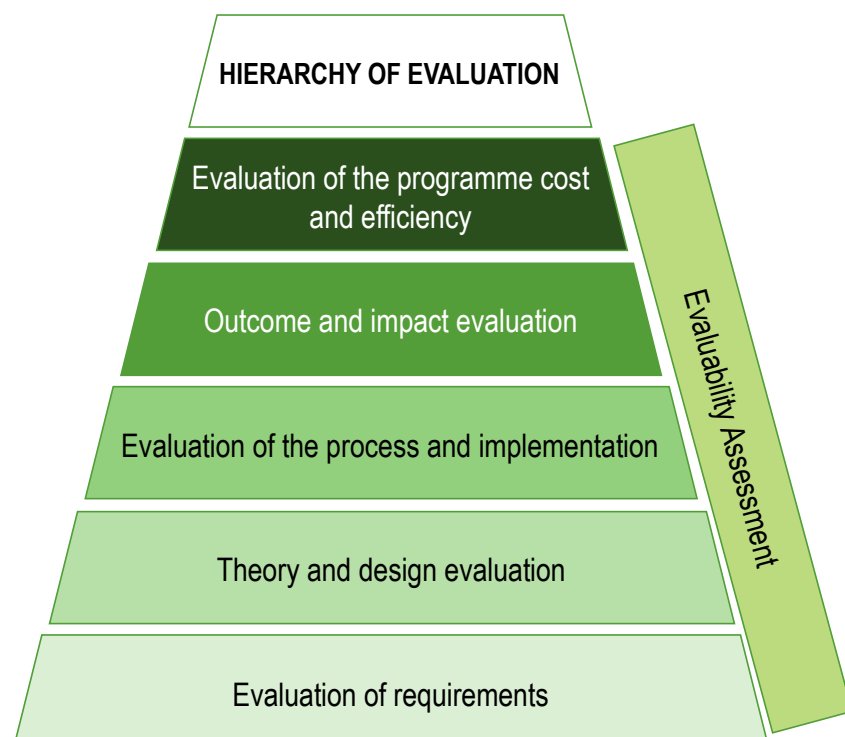 HIERARCHY OF EVALUATION
Evaluation of the programme cost
and efficiency
Outcome and impact evaluation
Evaluation of the process and implementation
Theory and design evaluation
Evaluation of requirements
Evaluability Assessment